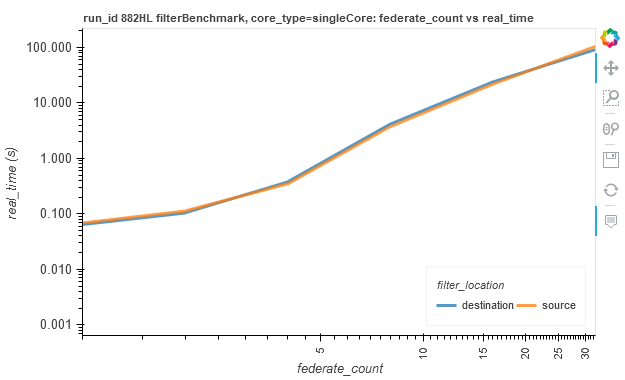 run_id 882HL filterBenchmark, core_type=singleCore: federate_count vs real_time
100.000
10.000
1.000
0.100
0.010
0.001
real_time (s)
filter_location
destination
source
5
10
15
20
25
30
federate_count